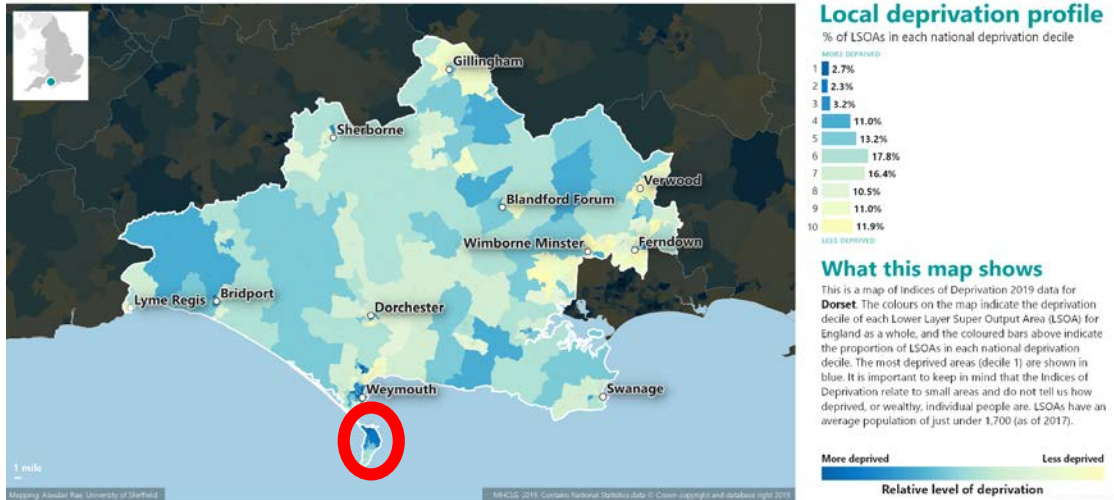 Gillingham
Sherborne
Verwood
Blandford Forum
Wimborne Minster
Ferndown
Lyme Regis
Bridport
Dorchester
Weymouth
Swanage
1 mile
Mapping: Alasdair Rae, University of Sheffield
MHCLG 2019. Contains National Statistics data © Crown copyright and database right 2019
Local deprivation profile
% of LSOAs in each national deprivation decile
MORE DEPRIVED
1 2.7%
2 2.3%
3 3.2%
4 11.0%
5 13.2%
6 17.8%
7 16.4%
8 10.5%
9 11.0%
10 11.9%
LESS DEPRIVED
What this map shows
This is a map of Indices of Deprivation 2019 data for
Dorset. The colours on the map indicate the deprivation
decile of each Lower Layer Super Output Area (LSOA) for
England as a whole, and the coloured bars above indicate
the proportion of LSOAs in each national deprivation
decile. The most deprived areas (decile 1) are shown in
blue. It is important to keep in mind that the Indices of
Deprivation relate to small areas and do not tell us how
deprived, or wealthy, individual people are. LSOAs have an
average population of just under 1,700 (as of 2017).
More deprived Less deprived
Relative level of deprivation